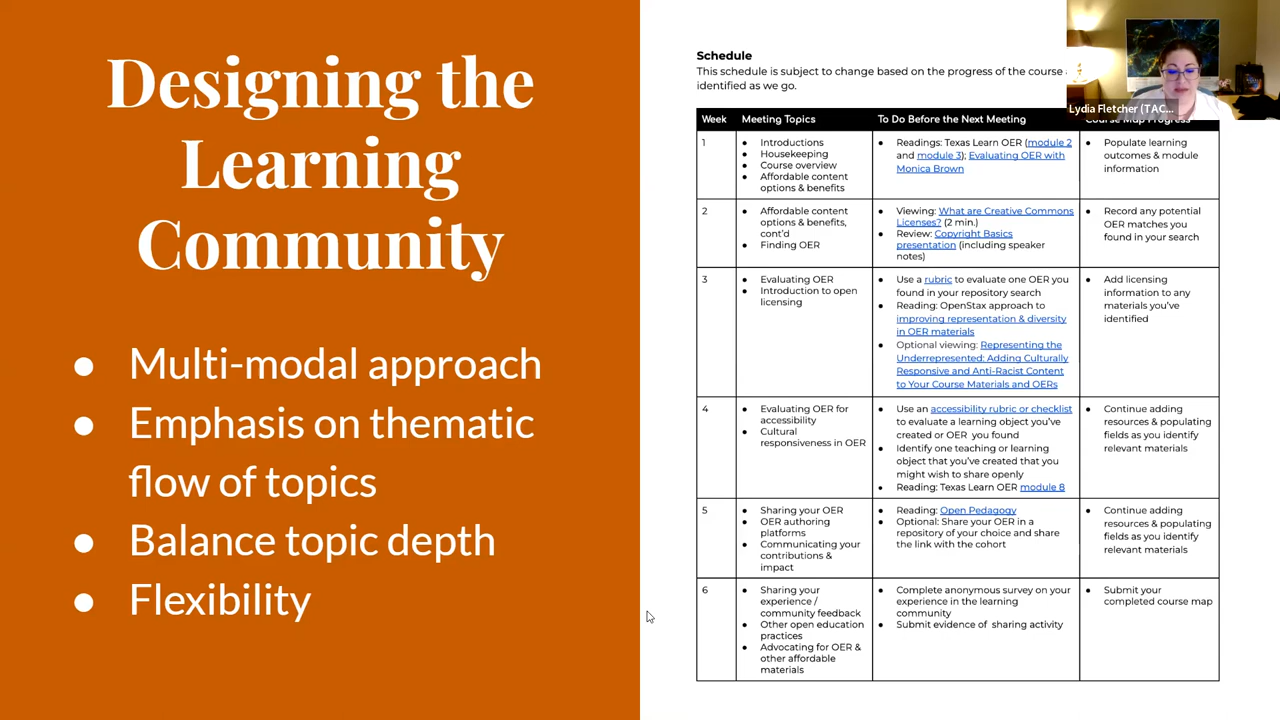 Designing the
Learning
Community
● Multi-modal approach
● Emphasis on thematic
flow of topics
● Balance topic depth
● Flexibility
Schedule
This schedule is subject to change based on the progress of the course
identified as we go.
Lydia Fletcher (TAC...
Week
Meeting Topics
To Do Before the Next Meeting
Course Map Progress
1
● Introductions
● Housekeeping
● Course overview
● Affordable content
options & benefits
● Readings: Texas Learn OER (module 2
and module 3); Evaluating OER with
Monica Brown
● Populate learning
outcomes & module
information
2
● Affordable content
options & benefits,
cont'd
● Finding OER
● Viewing: What are Creative Commons
Licenses? (2 min.)
● Review: Copyright Basics
presentation (including speaker
notes)
● Record any potential
OER matches you
found in your search
3
● Evaluating OER
● Introduction to open
licensing
● Use a rubric to evaluate one OER you
found in your repository search
● Reading: OpenStax approach to
improving representation & diversity
in OER materials
● Optional viewing: Representing the
Underrepresented: Adding Culturally
Responsive and Anti-Racist Content
to Your Course Materials and OERs
● Add licensing
information to any
materials you've
identified
4
● Evaluating OER for
accessibility
● Cultural
responsiveness in OER
● Use an accessibility rubric or checklist
to evaluate a learning object you've
created or OER you found
● Identify one teaching or learning
object that you've created that you
might wish to share openly
● Reading: Texas Learn OER module 8
● Continue adding
resources & populating
fields as you identify
relevant materials
5
● Sharing your OER
● OER authoring
platforms
● Communicating your
contributions &
impact
● Reading: Open Pedagogy
● Optional: Share your OER in a
repository of your choice and share
the link with the cohort
● Continue adding
resources & populating
fields as you identify
relevant materials
6
● Sharing your
experience /
community feedback
● Other open education
practices
● Advocating for OER &
other affordable
materials
● Complete anonymous survey on your
experience in the learning
community
● Submit evidence of sharing activity
● Submit your
completed course map